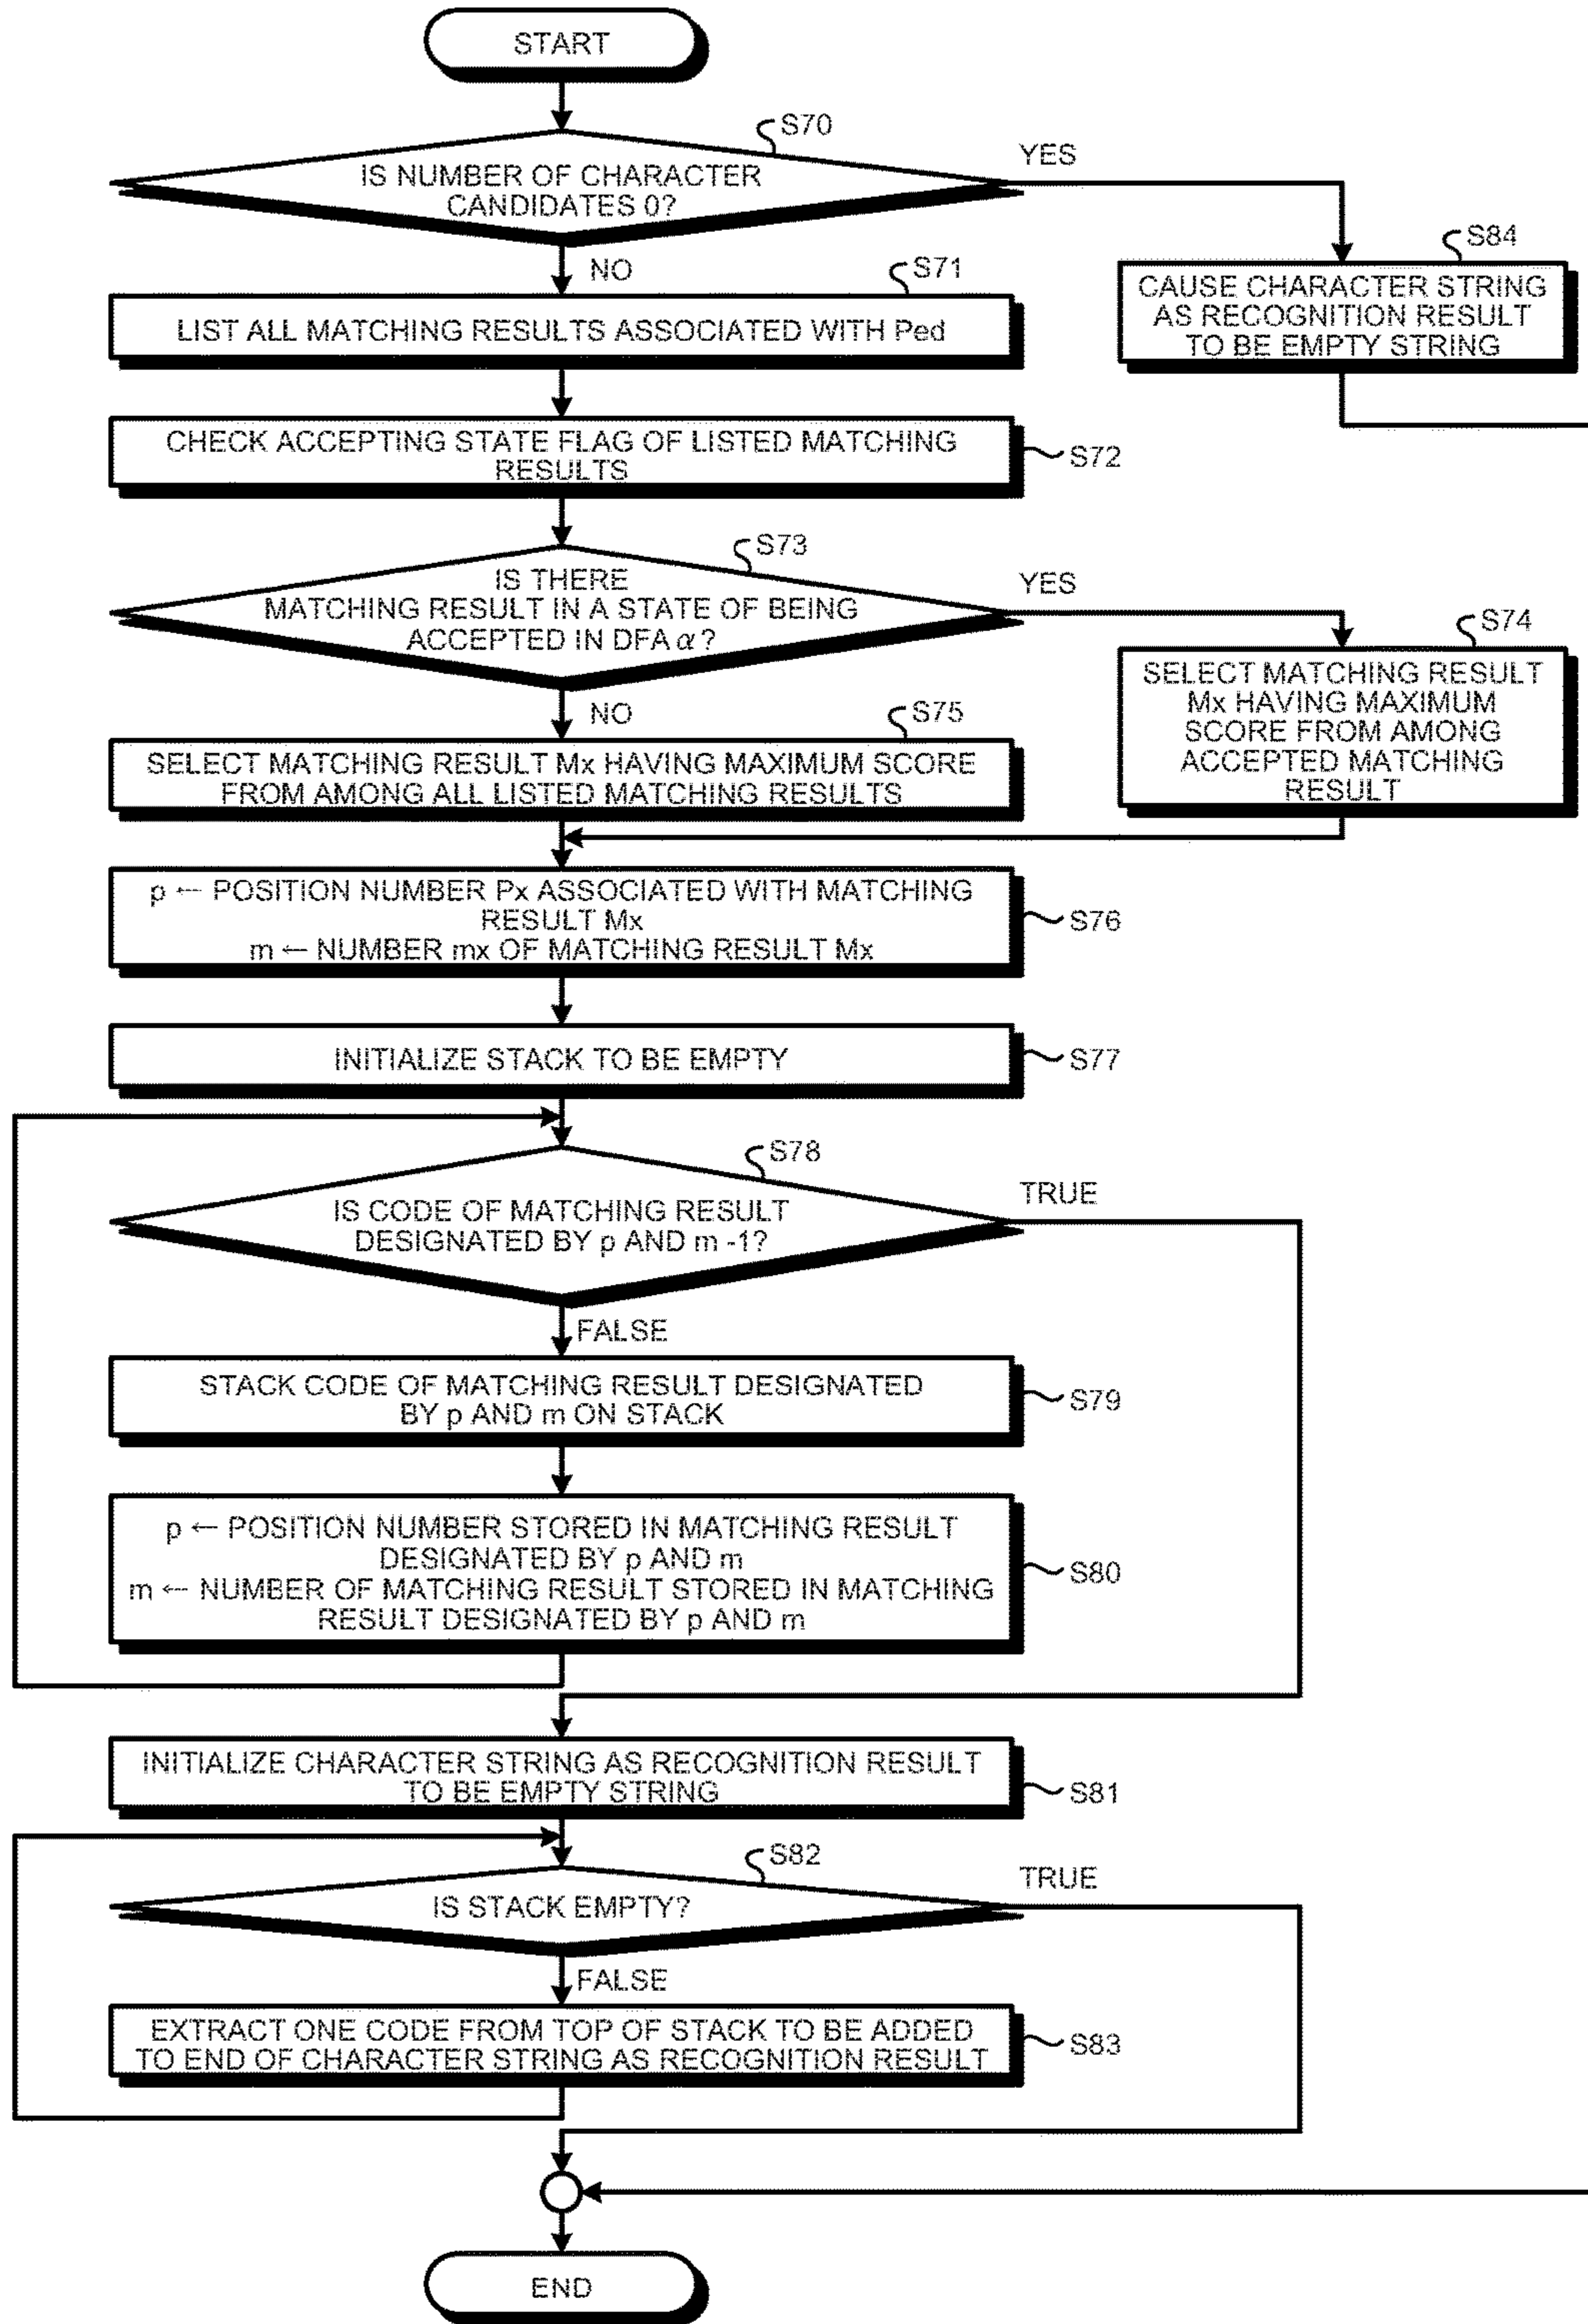 START
S70
IS NUMBER OF CHARACTER
CANDIDATES 0?
YES
NO
S84
CAUSE CHARACTER STRING
AS RECOGNITION RESULT
TO BE EMPTY STRING
S71
LIST ALL MATCHING RESULTS ASSOCIATED WITH Ped
CHECK ACCEPTING STATE FLAG OF LISTED MATCHING
RESULTS
S72
S73
IS THERE
MATCHING RESULT IN A STATE OF BEING
ACCEPTED IN DFA α?
YES
NO
S74
SELECT MATCHING RESULT
Mx HAVING MAXIMUM
SCORE FROM AMONG
ACCEPTED MATCHING
RESULT
S75
SELECT MATCHING RESULT Mx HAVING MAXIMUM SCORE
FROM AMONG ALL LISTED MATCHING RESULTS
p ← POSITION NUMBER Px ASSOCIATED WITH MATCHING
RESULT Mx
m ← NUMBER mx OF MATCHING RESULT Mx
S76
INITIALIZE STACK TO BE EMPTY
S77
S78
IS CODE OF MATCHING RESULT
DESIGNATED BY p AND m -1?
TRUE
FALSE
STACK CODE OF MATCHING RESULT DESIGNATED
BY p AND m ON STACK
S79
p ← POSITION NUMBER STORED IN MATCHING RESULT
DESIGNATED BY p AND m
m ← NUMBER OF MATCHING RESULT STORED IN MATCHING
RESULT DESIGNATED BY p AND m
S80
INITIALIZE CHARACTER STRING AS RECOGNITION RESULT
TO BE EMPTY STRING
S81
S82
IS STACK EMPTY?
TRUE
FALSE
EXTRACT ONE CODE FROM TOP OF STACK TO BE ADDED
TO END OF CHARACTER STRING AS RECOGNITION RESULT
S83
END